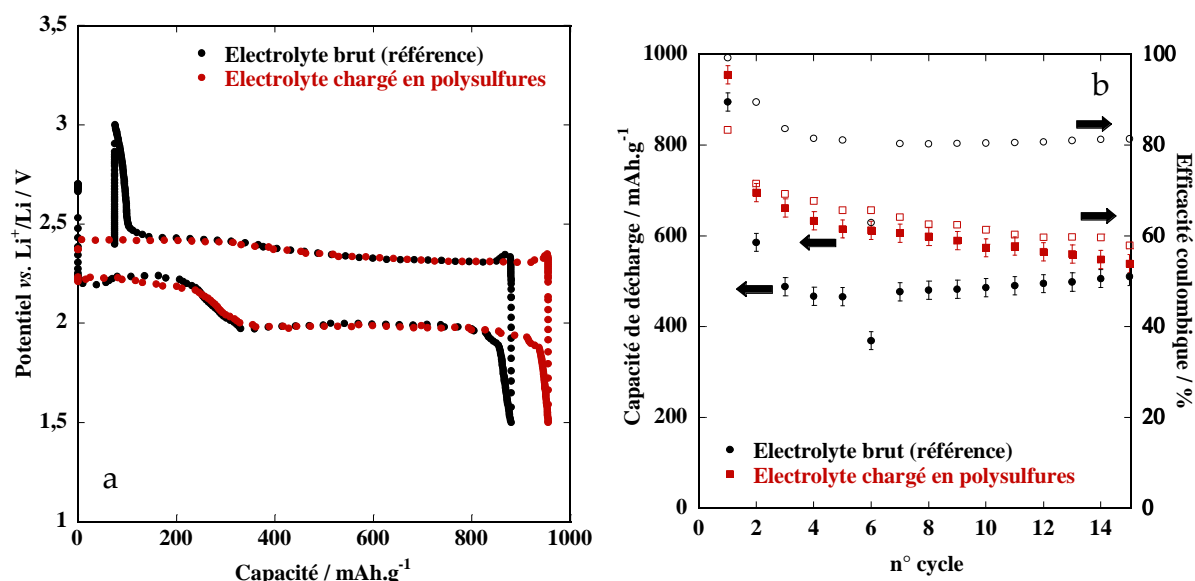 3,5
3
2,5
2
1,5
1
Potentiel vs. Li+/Li / V
Electrolyte brut (référence)
Electrolyte chargé en polysulfures
a
0 200 400 600 800 1000
Capacité / mAh.g-1
1000
800
600
400
200
0
Capacité de décharge / mAh.g-1
b
Electrolyte brut (référence)
Electrolyte chargé en polysulfures
100
80
60
40
20
0
Efficacité coulombique / %
0 2 4 6 8 10 12 14
n° cycle